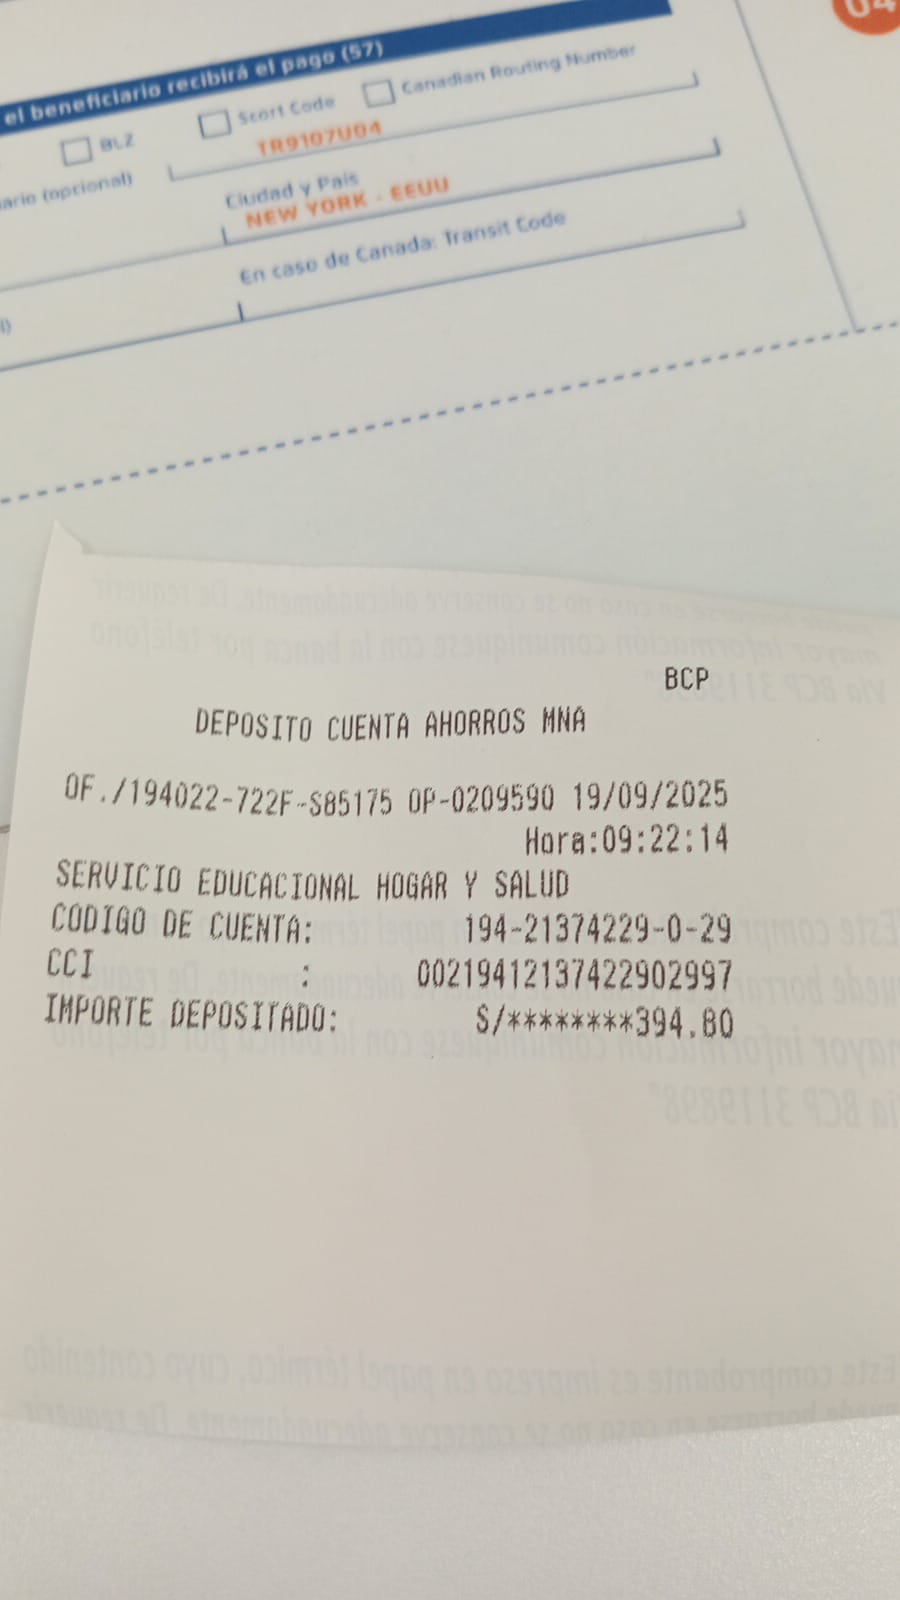 04
el beneficiario recibirá el pago (57)
BLZ
Scort Code
Canadian Routing Number
TR9107U04
ario (opcional)
Ciudad y País
NEW YORK - EEUU
En caso de Canada: Transit Code
l)
BCP
DEPOSITO CUENTA AHORROS MNA
OF./194022-722F-S85175 OP-0209590 19/09/2025
Hora:09:22:14
SERVICIO EDUCACIONAL HOGAR Y SALUD
CODIGO DE CUENTA: 194-21374229-0-29
CCI : 00219412137422902997
IMPORTE DEPOSITADO: S/********394.80